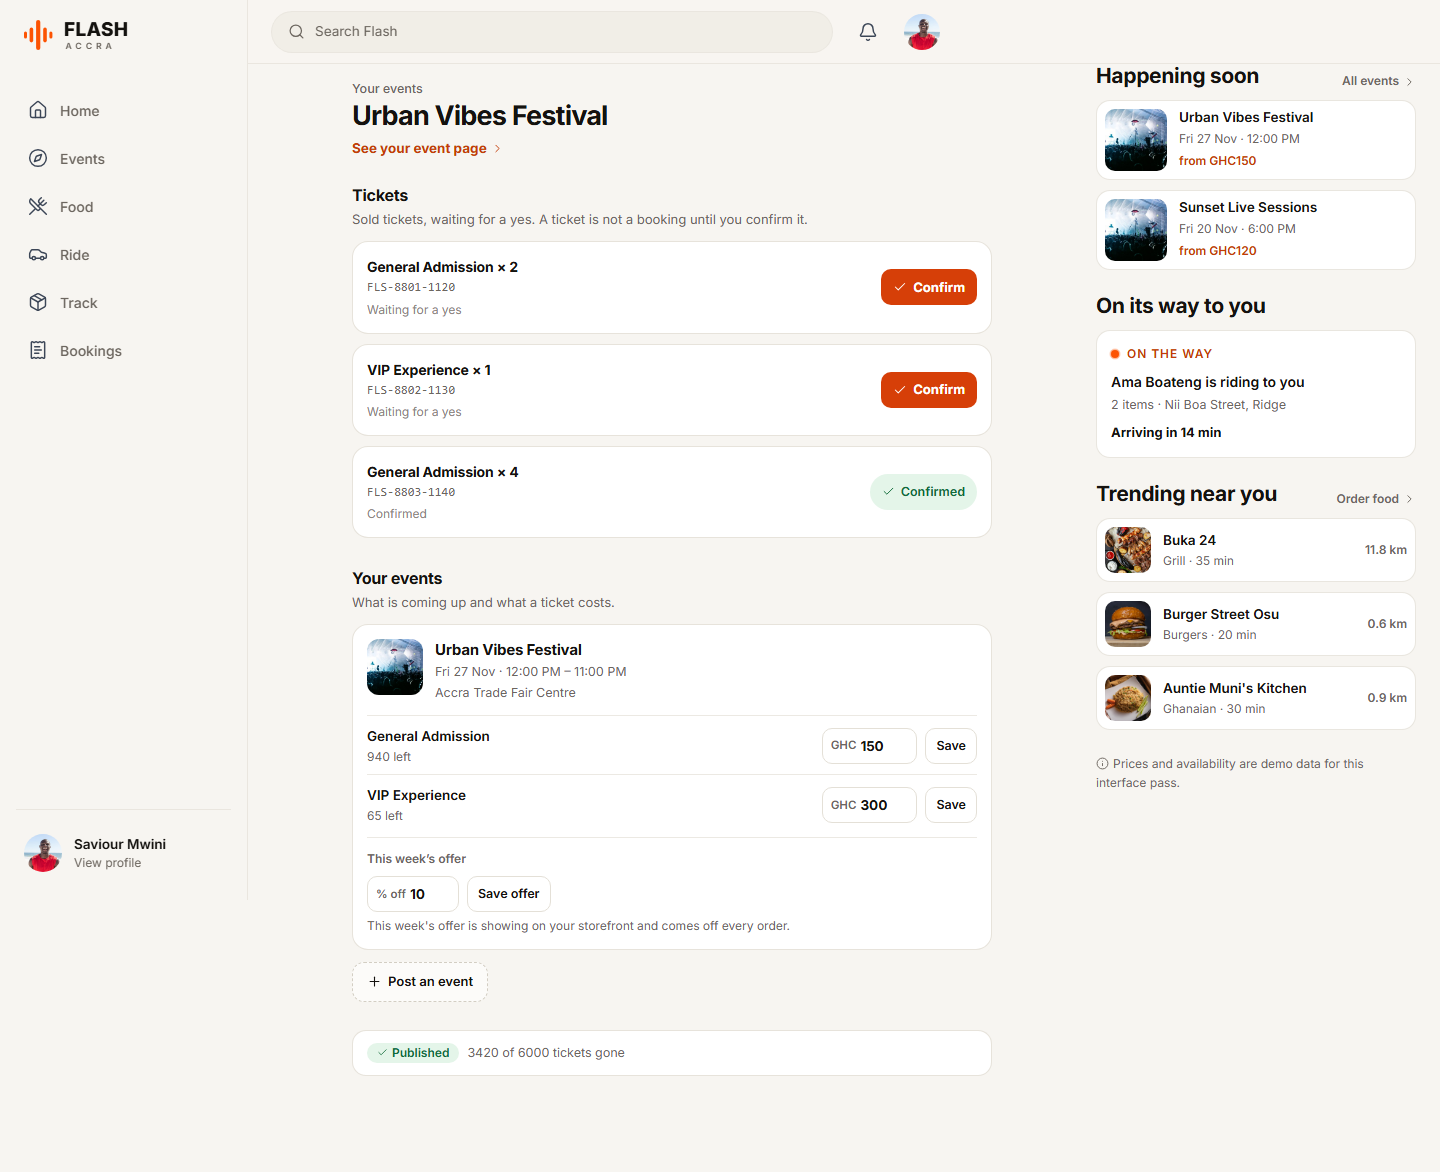 FLASH
ACCRA
Search Flash
Home
Events
Food
Ride
Track
Bookings
Saviour Mwini
View profile
Your events
Urban Vibes Festival
See your event page
Tickets
Sold tickets, waiting for a yes. A ticket is not a booking until you confirm it.
General Admission × 2
FLS-8801-1120
Waiting for a yes
Confirm
VIP Experience × 1
FLS-8802-1130
Waiting for a yes
Confirm
General Admission × 4
FLS-8803-1140
Confirmed
Confirmed
Your events
What is coming up and what a ticket costs.
Urban Vibes Festival
Fri 27 Nov · 12:00 PM – 11:00 PM
Accra Trade Fair Centre
General Admission
940 left
GHC 150
Save
VIP Experience
65 left
GHC 300
Save
This week’s offer
% off 10
Save offer
This week's offer is showing on your storefront and comes off every order.
Post an event
Published
3420 of 6000 tickets gone
Happening soon
All events
Urban Vibes Festival
Fri 27 Nov · 12:00 PM
from GHC150
Sunset Live Sessions
Fri 20 Nov · 6:00 PM
from GHC120
On its way to you
ON THE WAY
Ama Boateng is riding to you
2 items · Nii Boa Street, Ridge
Arriving in 14 min
Trending near you
Order food
Buka 24
Grill · 35 min
11.8 km
Burger Street Osu
Burgers · 20 min
0.6 km
Auntie Muni's Kitchen
Ghanaian · 30 min
0.9 km
Prices and availability are demo data for this
interface pass.